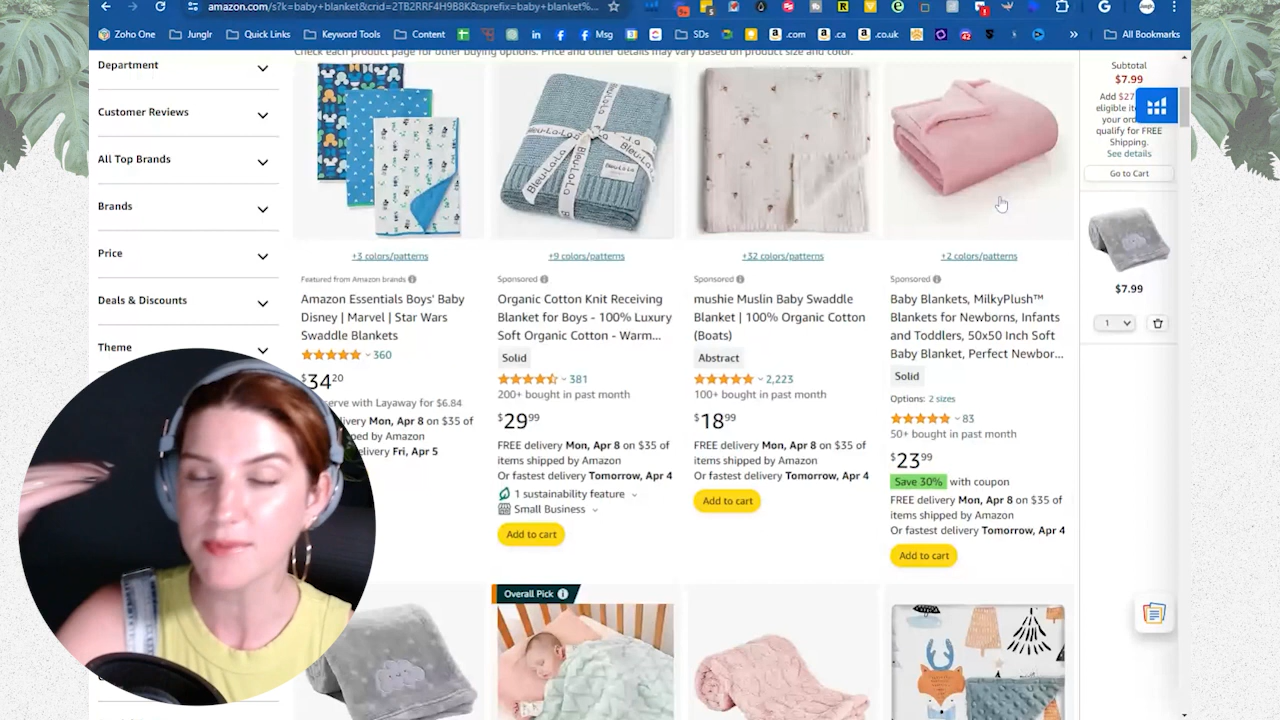 amazon.com/s?k=baby+blanket&crid=2TB2RRF4H9B8K&sprefix=baby+blanket%...
Zoho One
Junglr
Quick Links
Keyword Tools
Content
Msg
SDs
.com
.ca
.co.uk
All Bookmarks
Check each product page for other buying options. Price and other details may vary based on product size and color.
Department
Customer Reviews
All Top Brands
Brands
Price
Deals & Discounts
Theme
Bleu La La
+3 colors/patterns
Featured from Amazon brands
Amazon Essentials Boys' Baby
Disney | Marvel | Star Wars
Swaddle Blankets
360
$34 20
serve with Layaway for $6.84
livery Mon, Apr 8 on $35 of
shipped by Amazon
delivery Fri, Apr 5
+9 colors/patterns
Sponsored
Organic Cotton Knit Receiving
Blanket for Boys - 100% Luxury
Soft Organic Cotton - Warm...
Solid
381
200+ bought in past month
$29 99
FREE delivery Mon, Apr 8 on $35 of
items shipped by Amazon
Or fastest delivery Tomorrow, Apr 4
1 sustainability feature
Small Business
Add to cart
+32 colors/patterns
Sponsored
mushie Muslin Baby Swaddle
Blanket | 100% Organic Cotton
(Boats)
Abstract
2,223
100+ bought in past month
$18 99
FREE delivery Mon, Apr 8 on $35 of
items shipped by Amazon
Or fastest delivery Tomorrow, Apr 4
Add to cart
+2 colors/patterns
Sponsored
Baby Blankets, MilkyPlush™
Blankets for Newborns, Infants
and Toddlers, 50x50 Inch Soft
Baby Blanket, Perfect Newbor...
Solid
Options: 2 sizes
83
50+ bought in past month
$23 99
Save 30% with coupon
FREE delivery Mon, Apr 8 on $35 of
items shipped by Amazon
Or fastest delivery Tomorrow, Apr 4
Add to cart
Overall Pick
Subtotal
$7.99
Add $27
eligible
your
qualify for FREE
Shipping.
See details
Go to Cart
$7.99
1